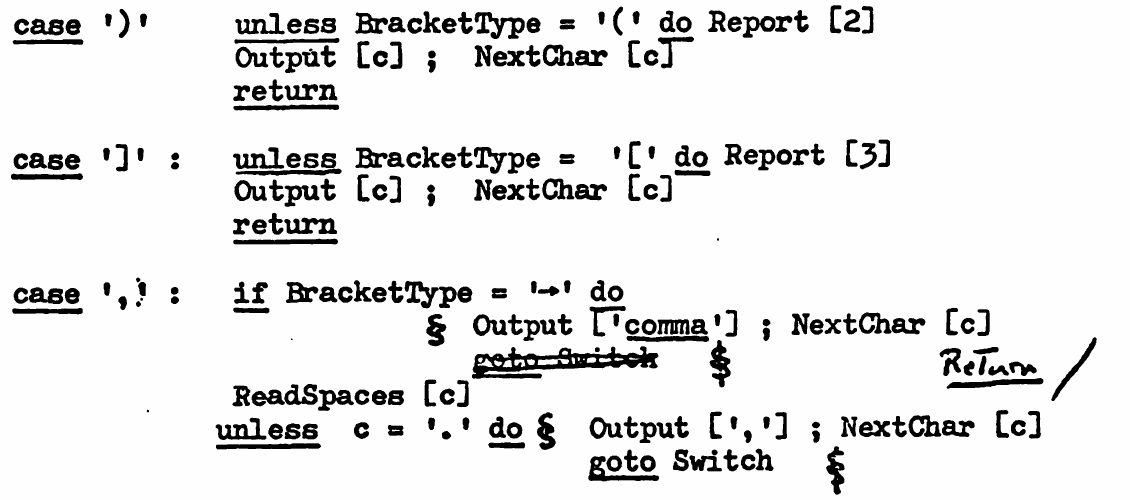 case ')' unless BracketType = '(' do Report [2]
Output [c] ; NextChar [c]
return
case ']' : unless BracketType = '[' do Report [3]
Output [c] ; NextChar [c]
return
case ',' : if BracketType = '→' do
§ Output ['comma'] ; NextChar [c]
goto Switch § Return /
ReadSpaces [c]
unless c = '.' do § Output [','] ; NextChar [c]
goto Switch §